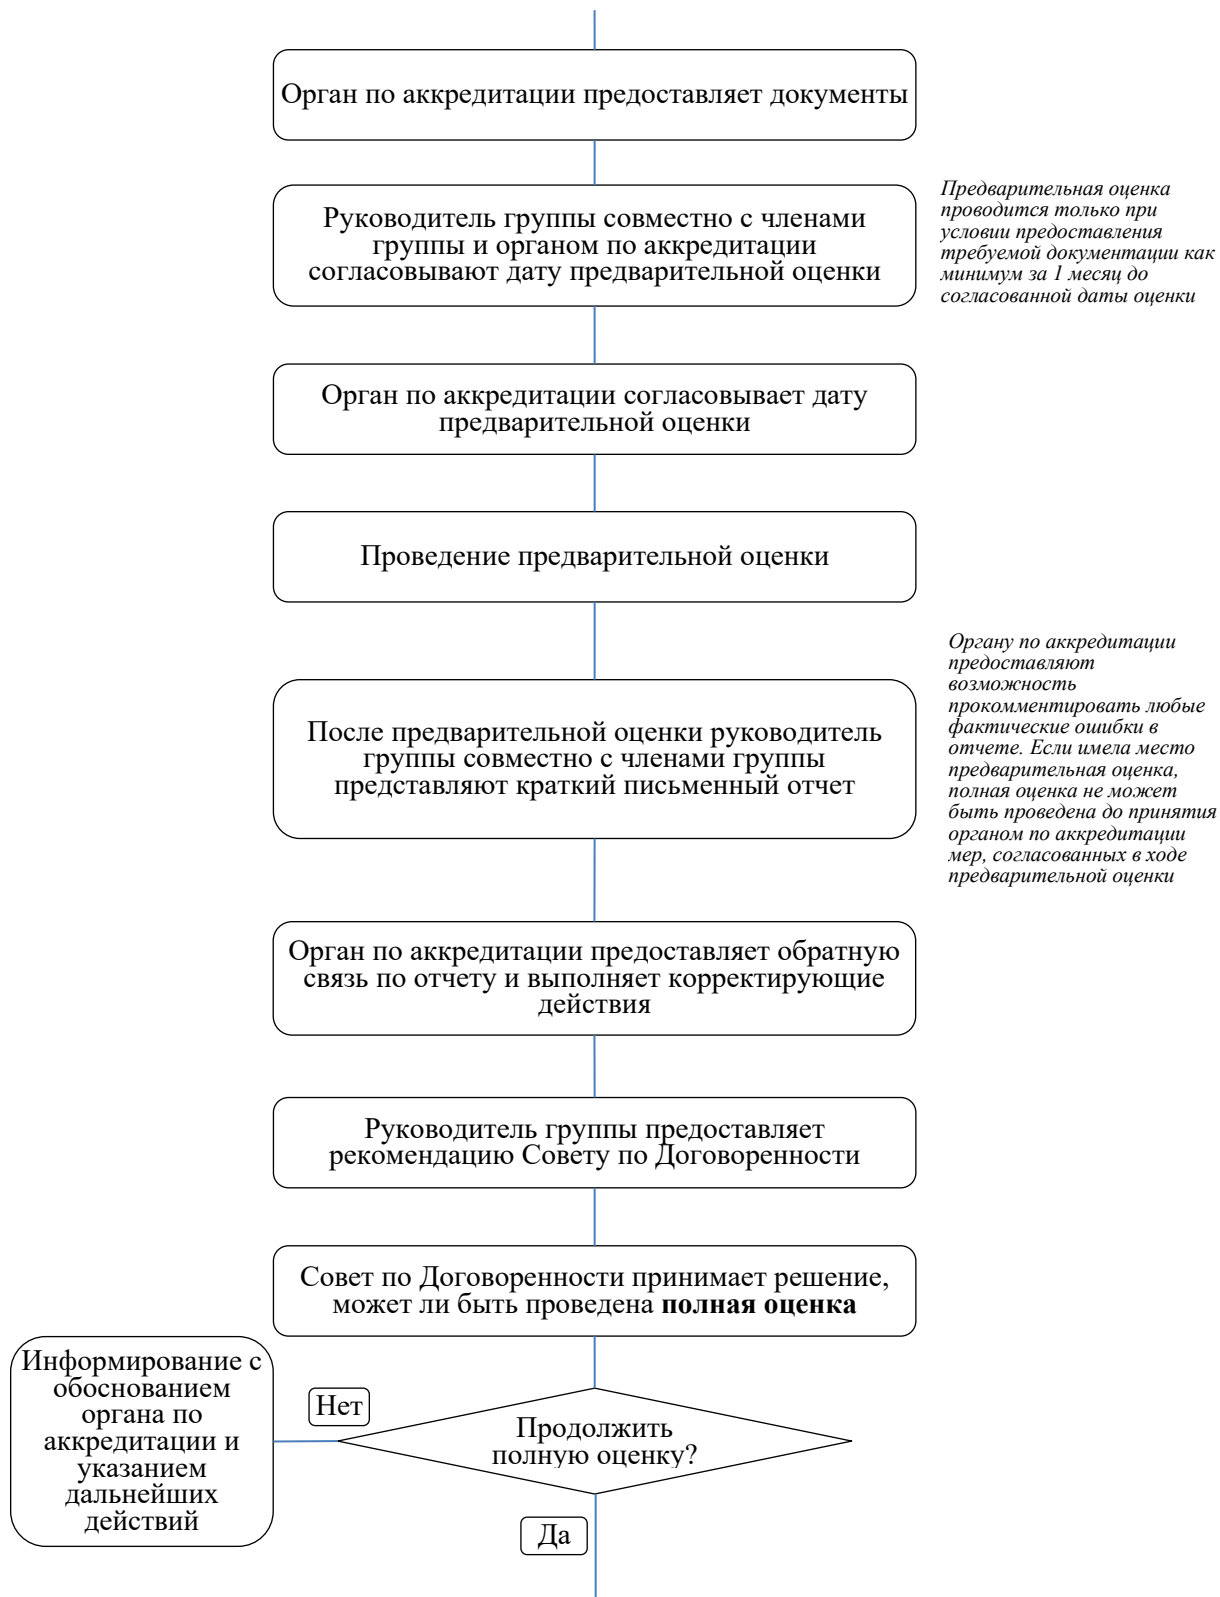 Орган по аккредитации предоставляет документы
Руководитель группы совместно с членами
группы и органом по аккредитации
согласовывают дату предварительной оценки
Предварительная оценка
проводится только при
условии предоставления
требуемой документации как
минимум за 1 месяц до
согласованной даты оценки
Орган по аккредитации согласовывает дату
предварительной оценки
Проведение предварительной оценки
После предварительной оценки руководитель
группы совместно с членами группы
представляют краткий письменный отчет
Органу по аккредитации
предоставляют
возможность
прокомментировать любые
фактические ошибки в
отчете. Если имела место
предварительная оценка,
полная оценка не может
быть проведена до принятия
органом по аккредитации
мер, согласованных в ходе
предварительной оценки
Орган по аккредитации предоставляет обратную
связь по отчету и выполняет корректирующие
действия
Руководитель группы предоставляет
рекомендацию Совету по Договоренности
Совет по Договоренности принимает решение,
может ли быть проведена полная оценка
Информирование с
обоснованием
органа по
аккредитации и
указанием
дальнейших
действий
Нет
Продолжить
полную оценку?
Да